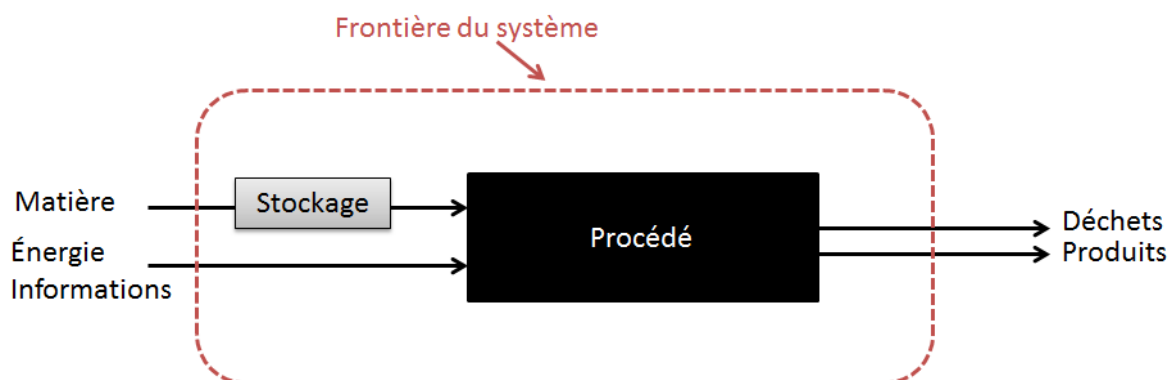 Frontière du système
Matière
Stockage
Énergie
Informations
Procédé
Déchets
Produits